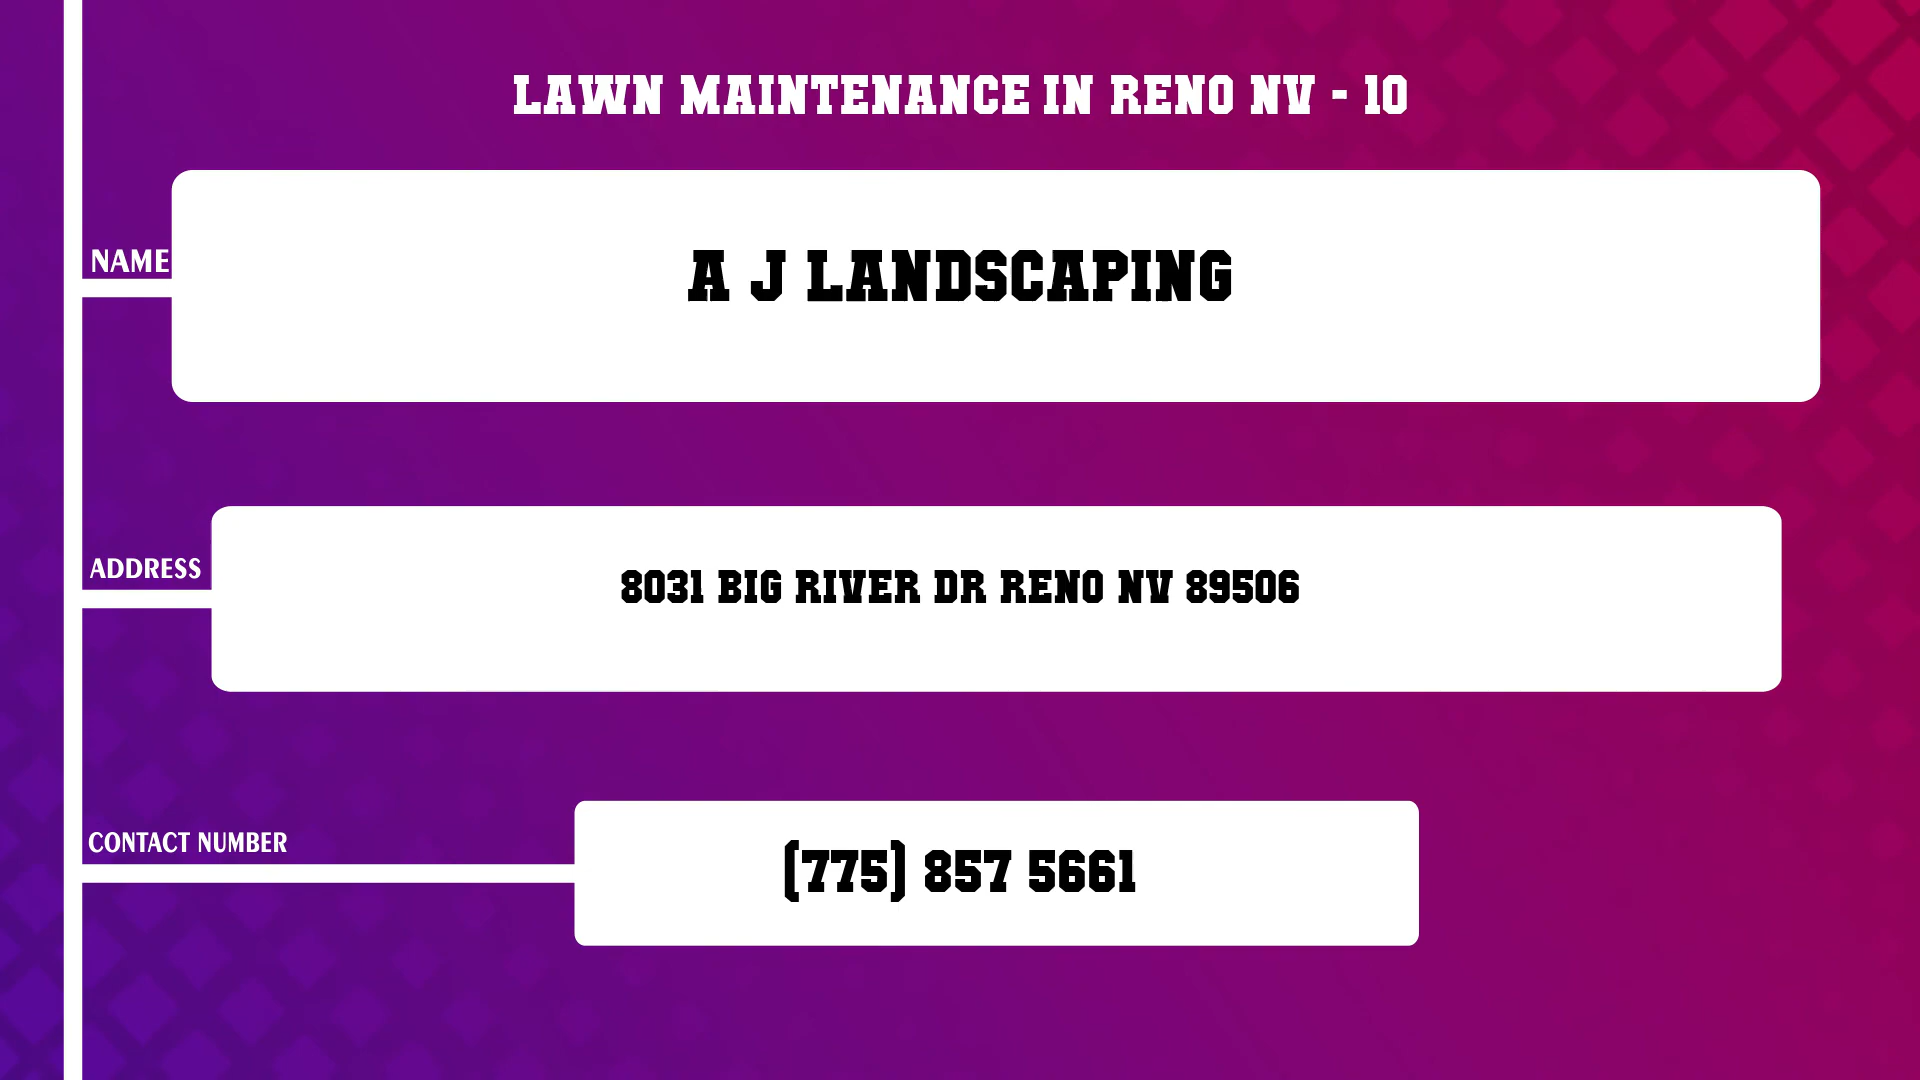 LAWN MAINTENANCE IN RENO NV - 10
NAME
A J LANDSCAPING
ADDRESS
8031 BIG RIVER DR RENO NV 89506
CONTACT NUMBER
(775) 857 5661